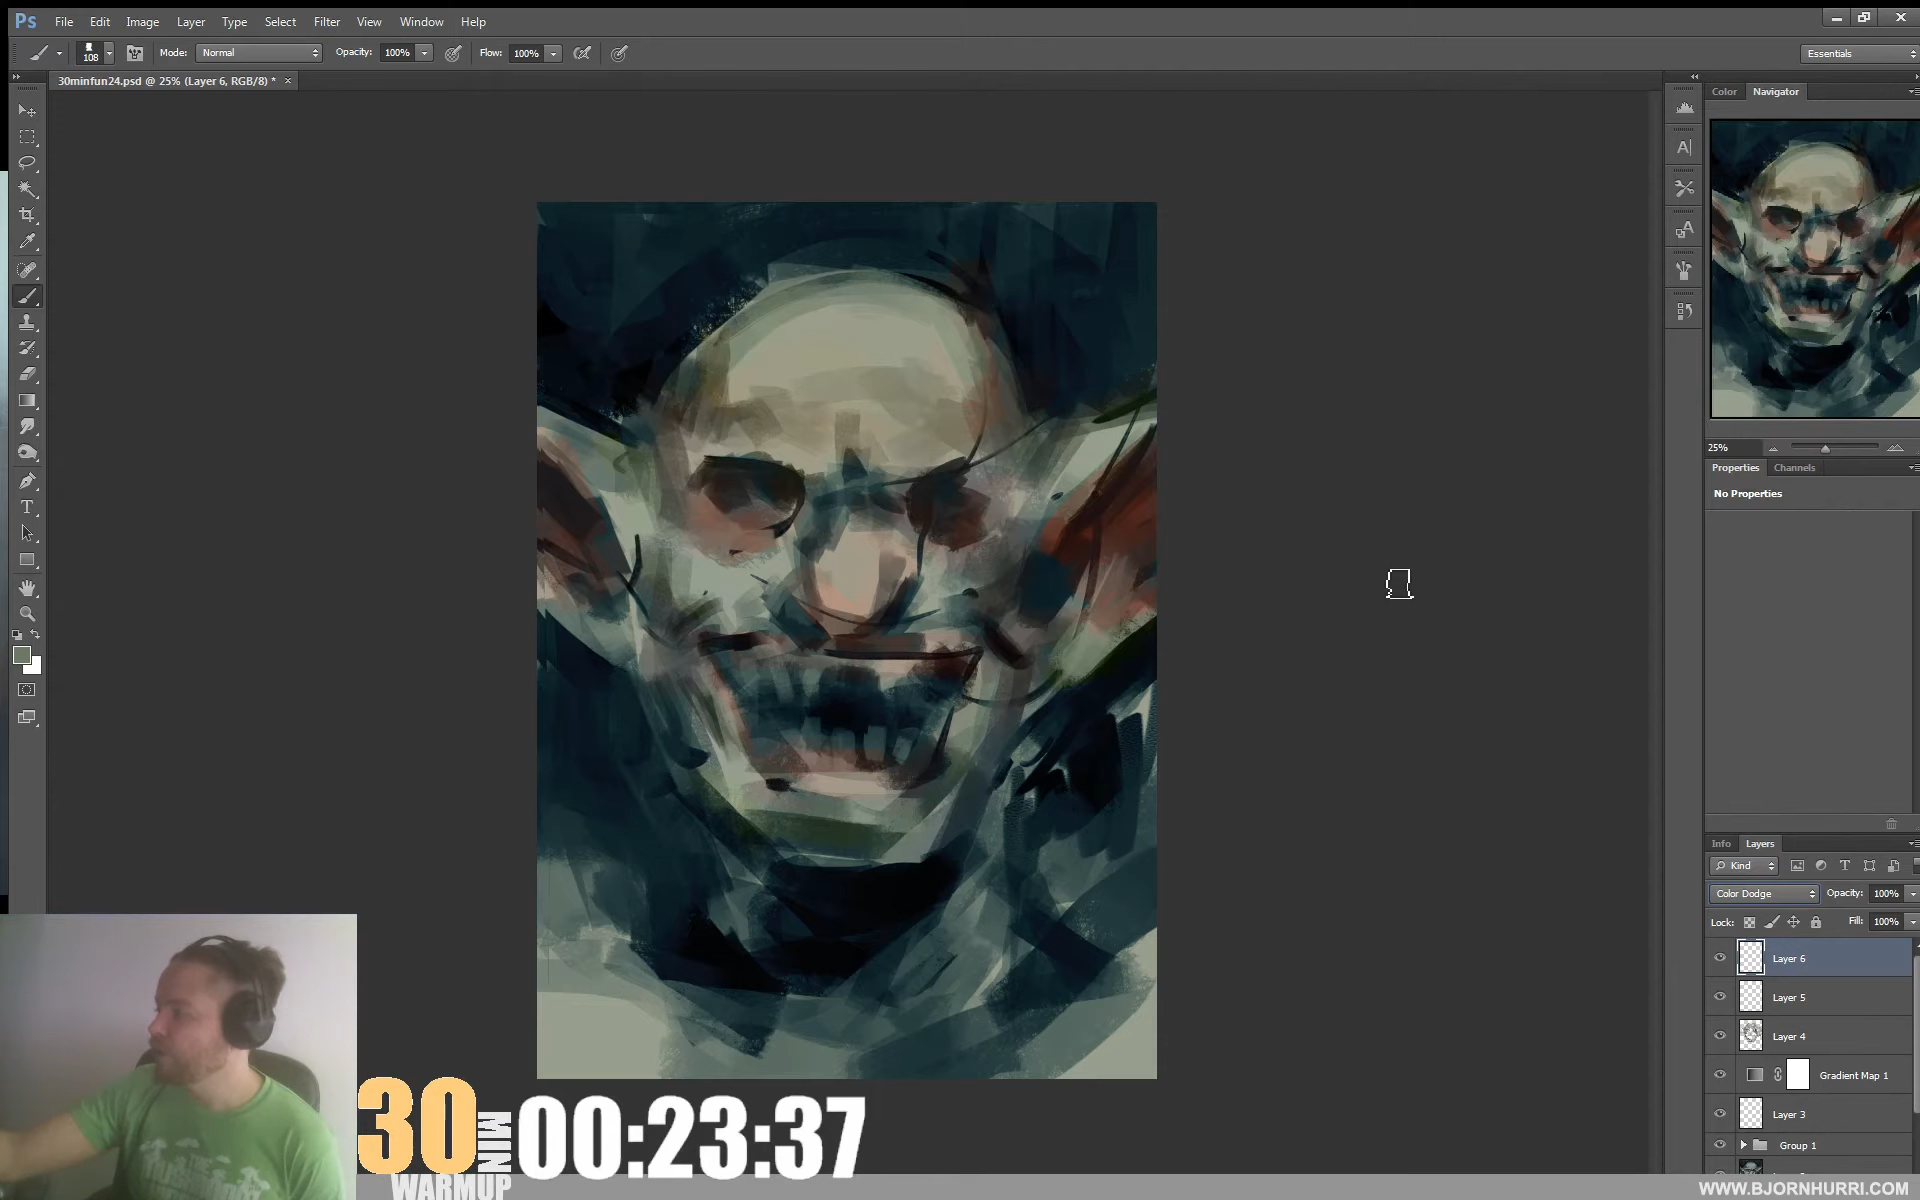 Ps File Edit Image Layer Type Select Filter View Window Help
108 Mode: Normal Opacity: 100% Flow: 100% Essentials
30minfun24.psd @ 25% (Layer 6, RGB/8) * ×
Color Navigator
25%
Properties Channels
No Properties
Info Layers
Kind
Color Dodge Opacity: 100%
Lock: Fill: 100%
Layer 6
Layer 5
Layer 4
Gradient Map 1
Layer 3
Group 1
30 MIN 00:23:37
WARMUP
WWW.BJORNHURRI.COM